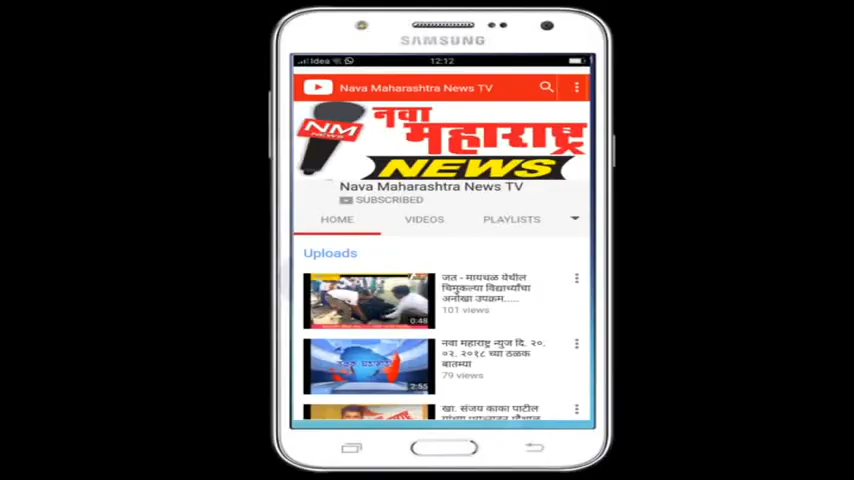 SAMSUNG
Idea
12:12
Nava Maharashtra News TV
NM
NEWS
नवा
महाराष्ट्र
NEWS
Nava Maharashtra News TV
SUBSCRIBED
HOME VIDEOS PLAYLISTS
Uploads
जत - मायथळ येथील
चिमुकल्या विद्यार्थ्यांचा
अनोखा उपक्रम.....
101 views
0:48
नवा महाराष्ट्र न्युज दि. २०.
०२. २०१८ च्या ठळक
बातम्या
79 views
2:55
खा. संजय काका पाटील